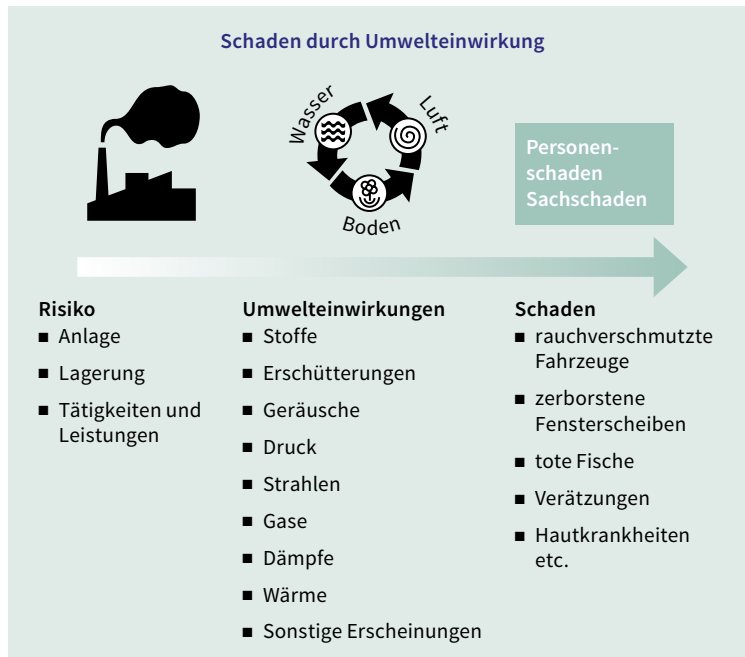 Schaden durch Umwelteinwirkung
Wasser
Luft
Boden
Personen-
schaden
Sachschaden
Risiko
■ Anlage
■ Lagerung
■ Tätigkeiten und
Leistungen
Umwelteinwirkungen
■ Stoffe
■ Erschütterungen
■ Geräusche
■ Druck
■ Strahlen
■ Gase
■ Dämpfe
■ Wärme
■ Sonstige Erscheinungen
Schaden
■ rauchverschmutzte
Fahrzeuge
■ zerborstene
Fensterscheiben
■ tote Fische
■ Verätzungen
■ Hautkrankheiten
etc.